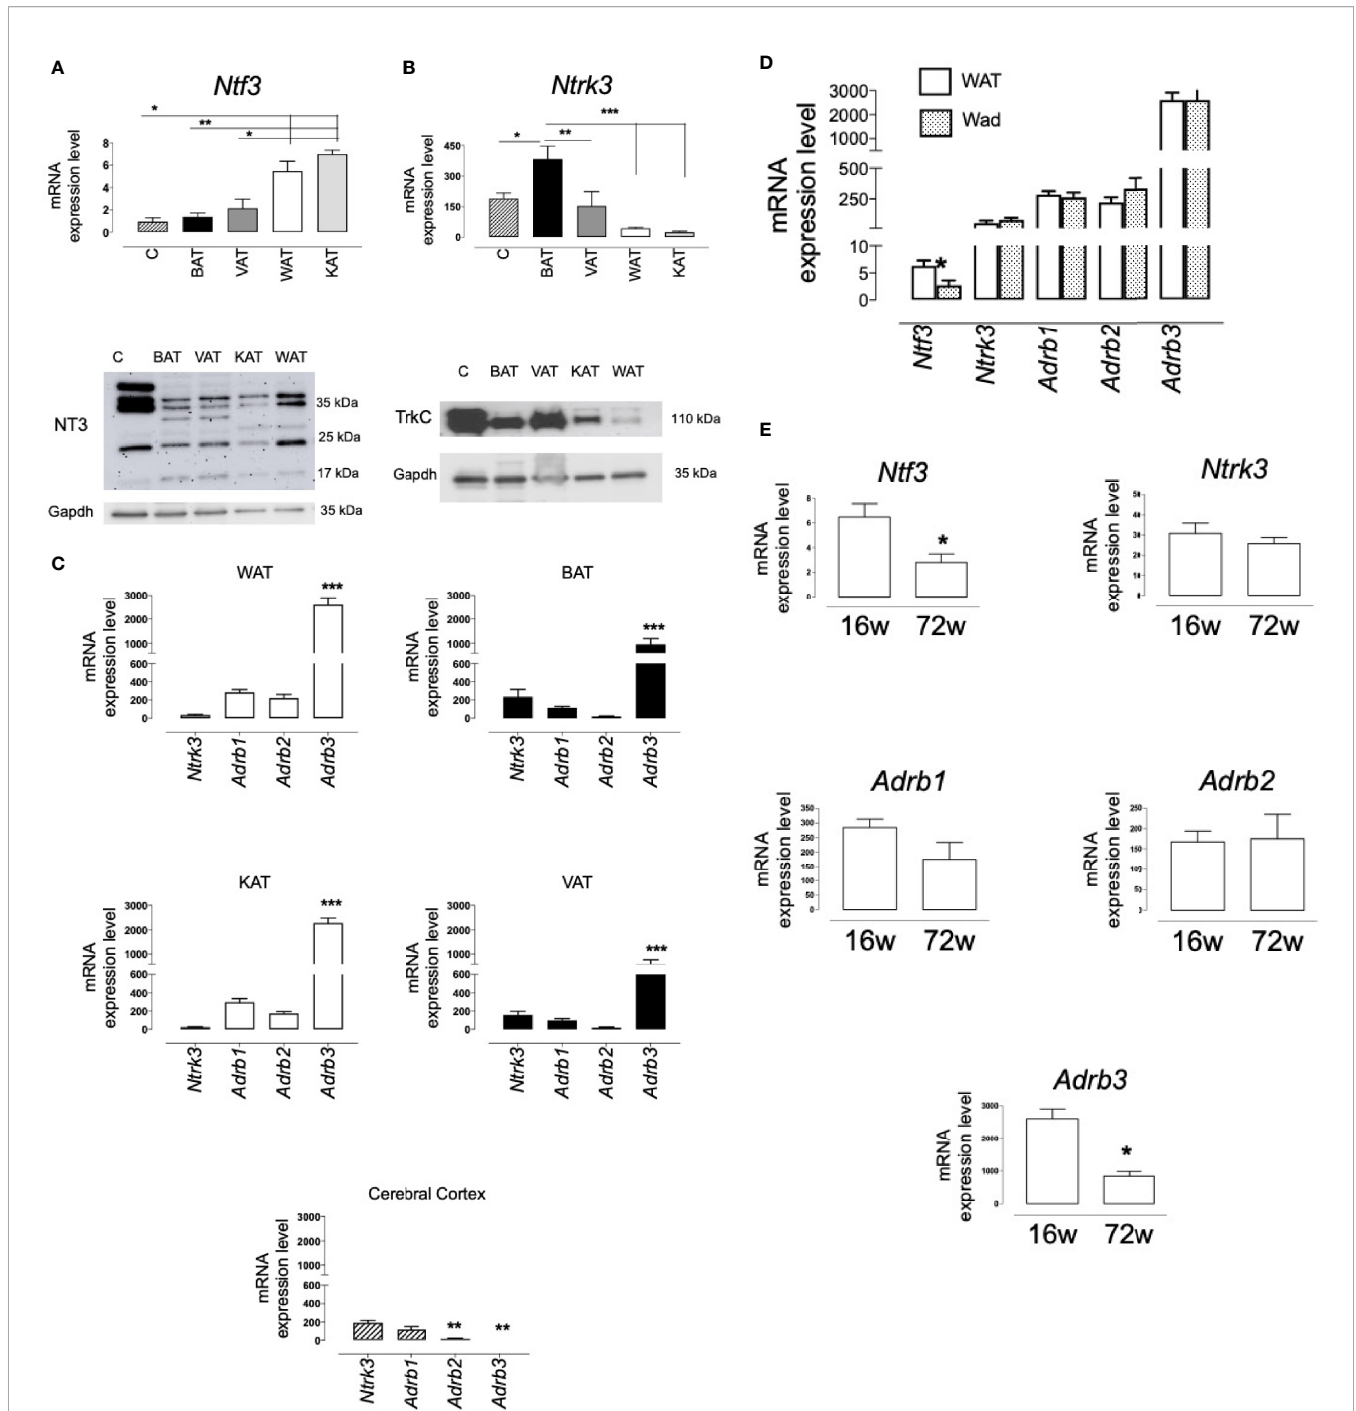 A
Ntf3
*
**
*
mRNA
expression level
8
6
4
2
0
C
BAT
VAT
WAT
KAT
B
Ntrk3
***
*
**
mRNA
expression level
450
300
150
0
C
BAT
VAT
WAT
KAT
C BAT VAT KAT WAT
NT3
35 kDa
25 kDa
17 kDa
Gapdh
35 kDa
C BAT VAT KAT WAT
TrkC
110 kDa
Gapdh
35 kDa
C
WAT
mRNA
expression level
3000
2000
1000
600
400
200
0
***
Ntrk3
Adrb1
Adrb2
Adrb3
BAT
mRNA
expression level
3000
2000
1000
600
400
200
0
***
Ntrk3
Adrb1
Adrb2
Adrb3
KAT
mRNA
expression level
3000
2000
1000
600
400
200
0
***
Ntrk3
Adrb1
Adrb2
Adrb3
VAT
mRNA
expression level
3000
2000
1000
600
400
200
0
***
Ntrk3
Adrb1
Adrb2
Adrb3
Cerebral Cortex
mRNA
expression level
3000
2000
1000
600
400
200
0
**
**
Ntrk3
Adrb1
Adrb2
Adrb3
D
WAT
Wad
mRNA
expression level
3000
2000
1000
500
250
10
5
0
*
Ntf3
Ntrk3
Adrb1
Adrb2
Adrb3
E
Ntf3
mRNA
expression level
8
6
4
2
0
*
16w 72w
Ntrk3
mRNA
expression level
50
40
30
20
10
0
16w 72w
Adrb1
mRNA
expression level
350
300
250
200
150
100
50
0
16w 72w
Adrb2
mRNA
expression level
250
200
150
100
50
16w 72w
Adrb3
mRNA
expression level
3000
2000
1000
0
*
16w 72w